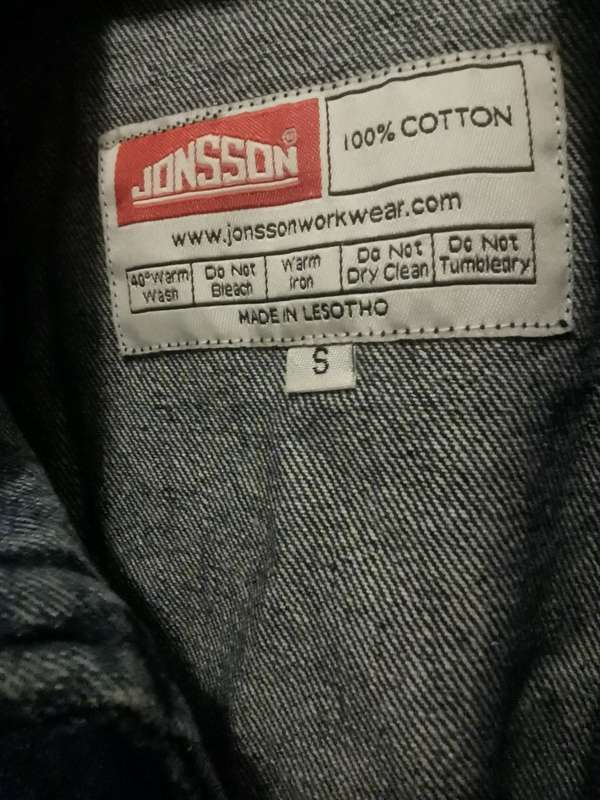 JONSSON
100% COTTON
www.jonssonworkwear.com
40°Warm
Wash
Do Not
Bleach
Warm
Iron
Do Not
Dry Clean
Do Not
Tumbledry
MADE IN LESOTHO
S